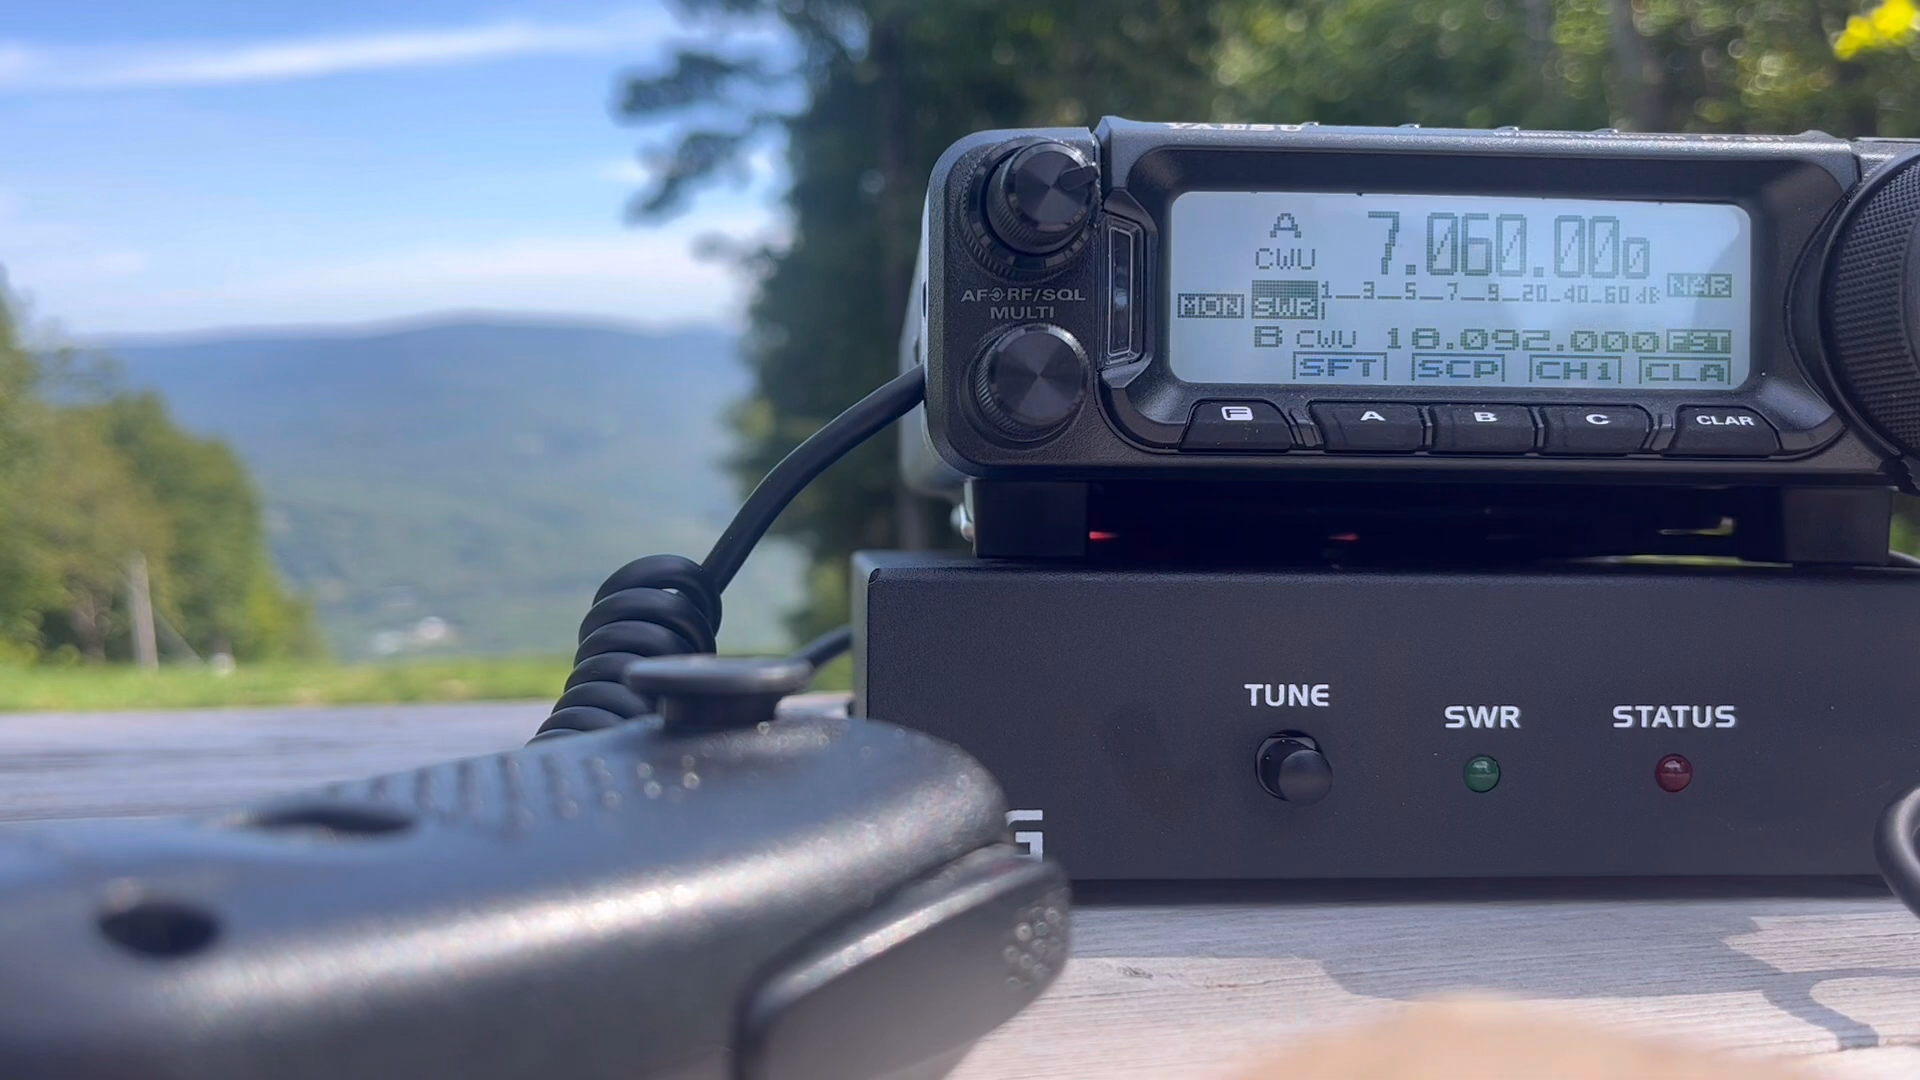 YAESU
A 7.060.000
CWU
1 3 5 7 9 20 40 60 dB NAR
MON SWR
B CWU 18.092.000 FST
SFT SCP CH1 CLA
AF RF/SQL
MULTI
F A B C CLAR
TUNE SWR STATUS
G